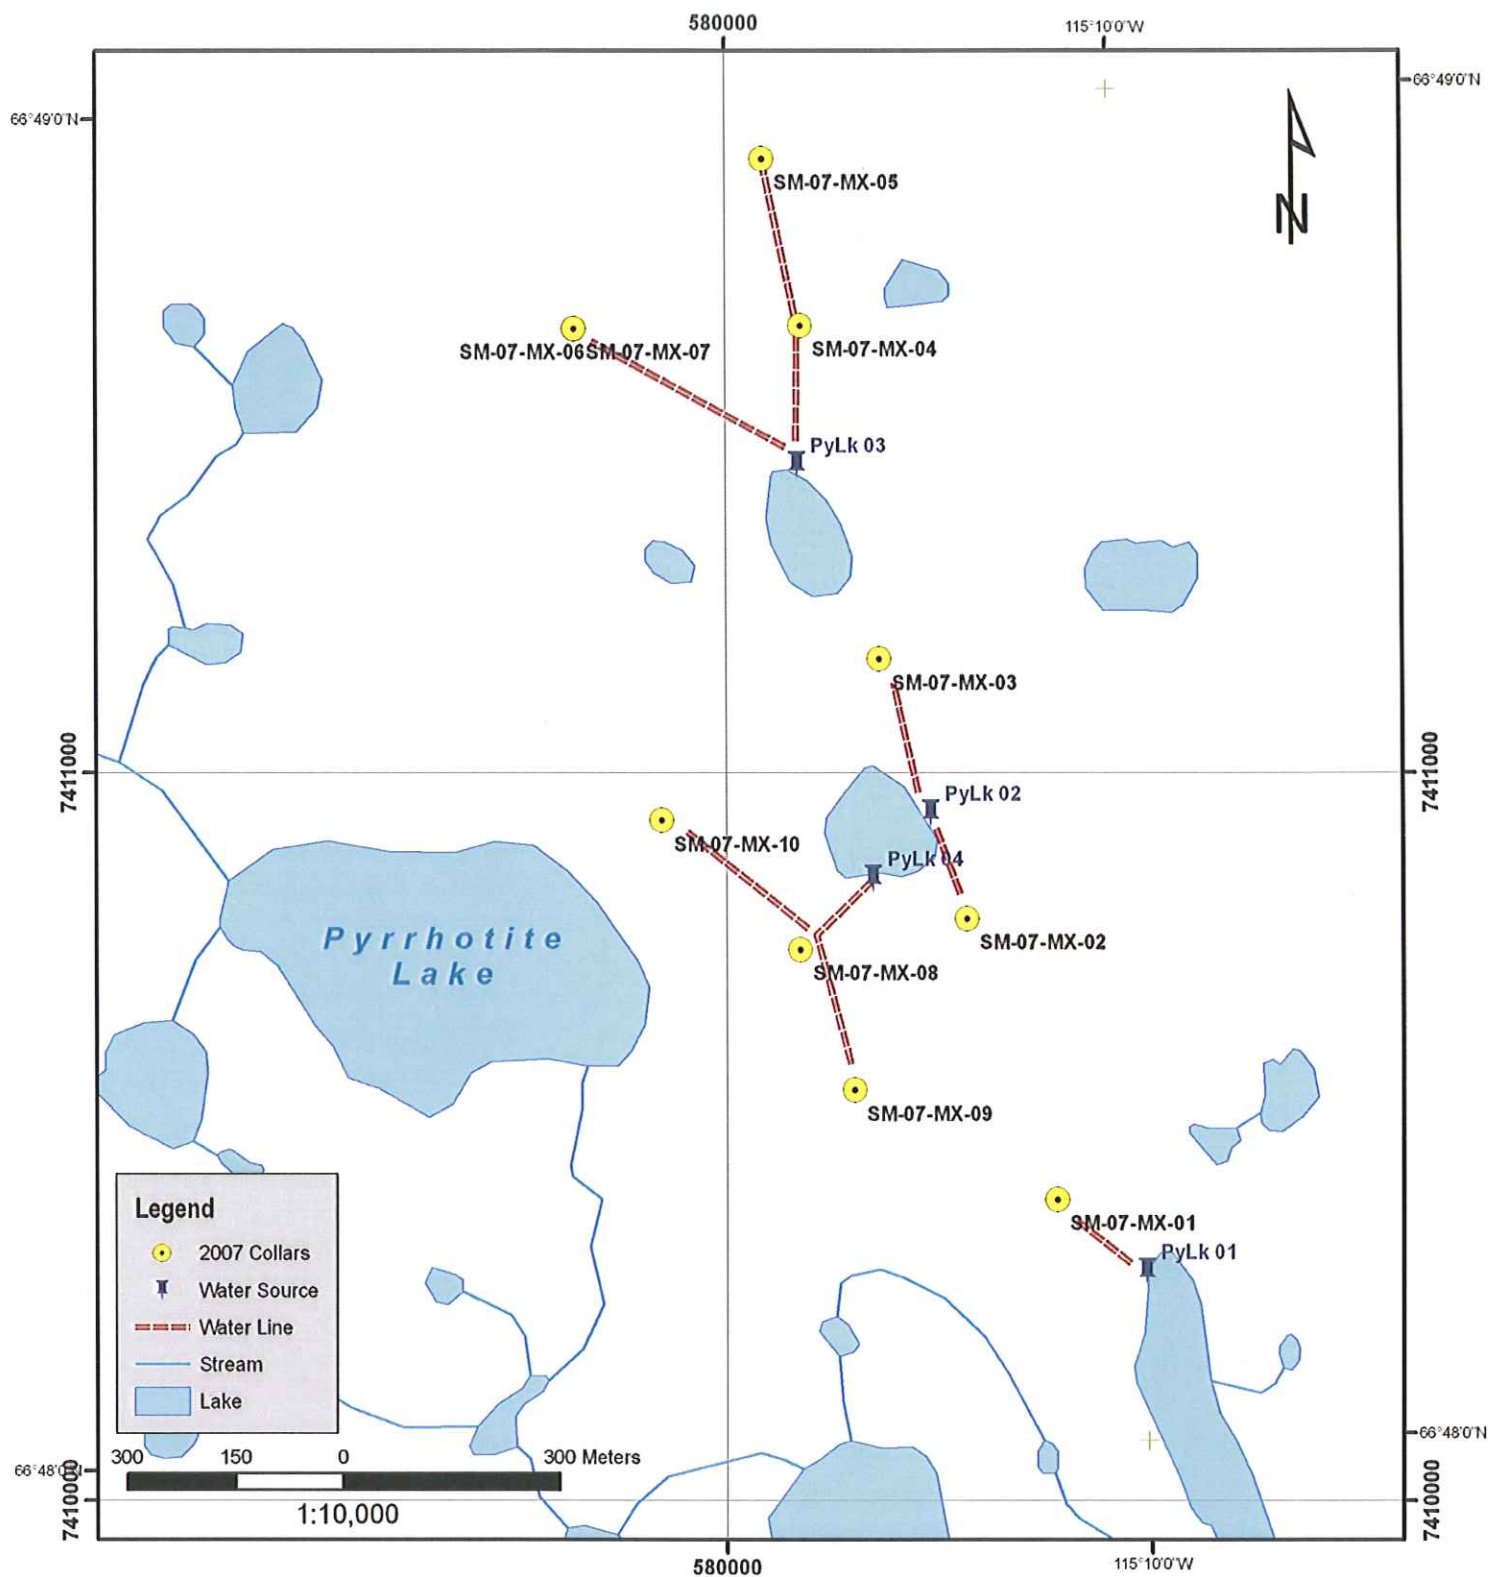 580000
115°10'0"W
66°49'0"N
66°49'0"N
SM-07-MX-05
N
SM-07-MX-06SM-07-MX-07
SM-07-MX-04
PyLk 03
SM-07-MX-03
7411000
7411000
PyLk 02
SM-07-MX-10
PyLk 04
Pyrrhotite
Lake
SM-07-MX-02
SM-07-MX-08
SM-07-MX-09
Legend
2007 Collars
Water Source
Water Line
Stream
Lake
SM-07-MX-01
PyLk 01
300 150 0 300 Meters
1:10,000
66°48'0"N
66°48'0"N
7410000
7410000
580000
115°10'0"W